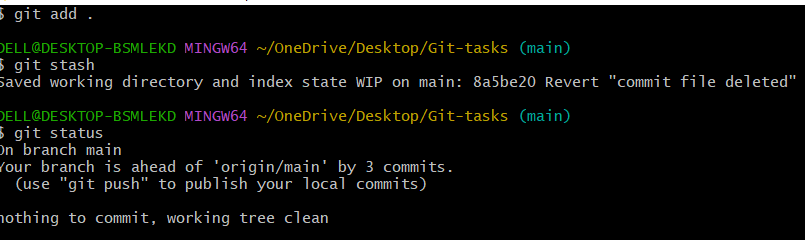 $ git add .
DELL@DESKTOP-BSMLEKD MINGW64 ~/OneDrive/Desktop/Git-tasks (main)
$ git stash
Saved working directory and index state WIP on main: 8a5be20 Revert "commit file deleted"
DELL@DESKTOP-BSMLEKD MINGW64 ~/OneDrive/Desktop/Git-tasks (main)
$ git status
On branch main
Your branch is ahead of 'origin/main' by 3 commits.
  (use "git push" to publish your local commits)
nothing to commit, working tree clean